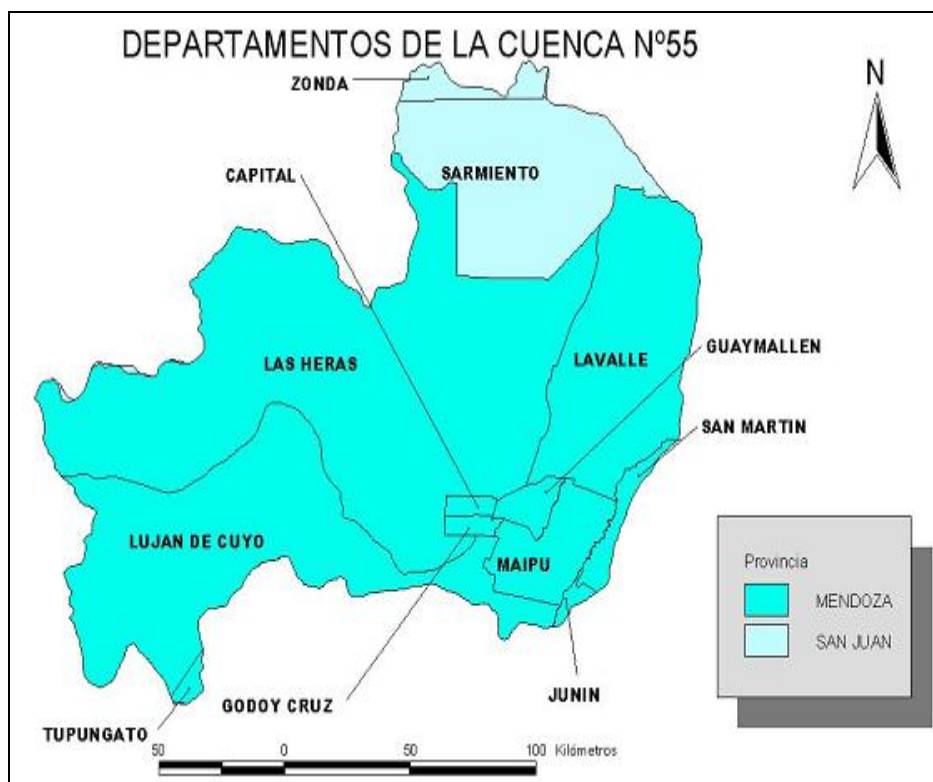 DEPARTAMENTOS DE LA CUENCA Nº55
ZONDA
N
CAPITAL
SARMIENTO
GUAYMALLEN
LAS HERAS
LAVALLE
SAN MARTIN
LUJAN DE CUYO
MAIPU
Provincia
MENDOZA
SAN JUAN
JUNIN
GODOY CRUZ
TUPUNGATO
50 0 50 100 Kilómetros